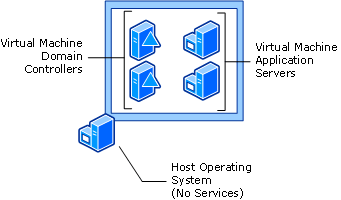 Virtual Machine
Domain
Controllers
Virtual Machine
Application
Servers
Host Operating
System
(No Services)